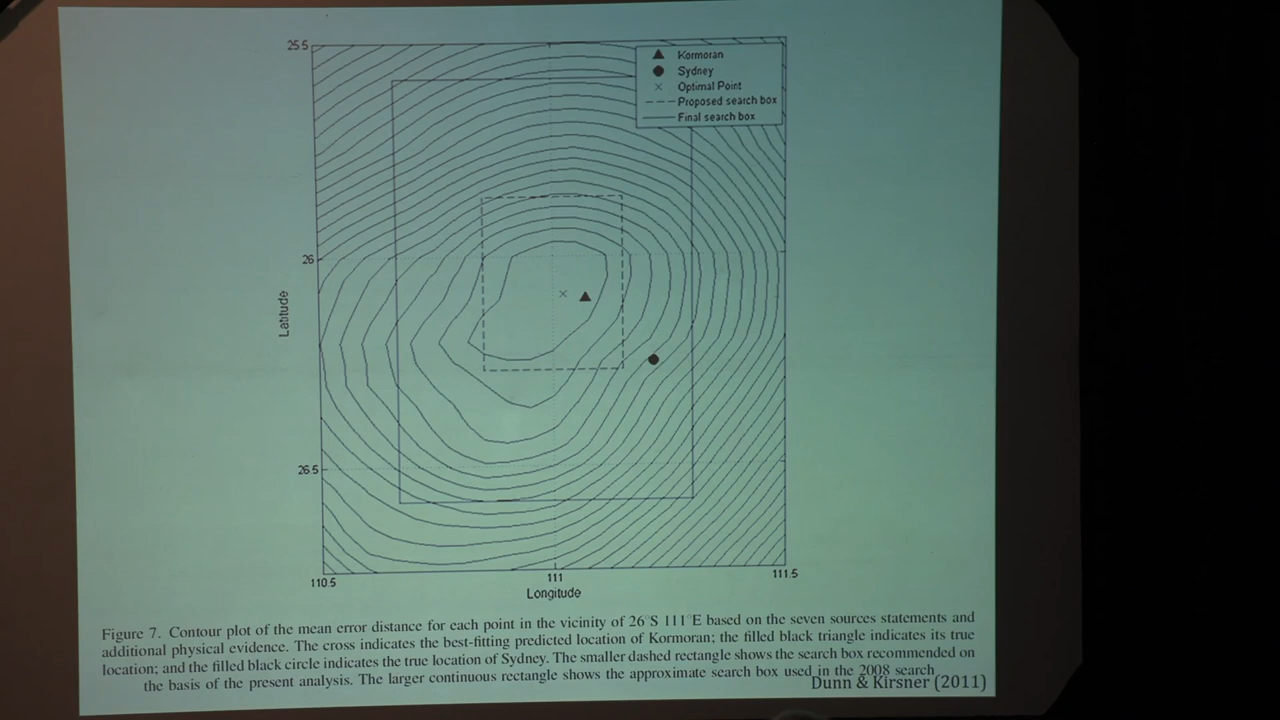 25.5
Kormoran
Sydney
Optimal Point
Proposed search box
Final search box
26
Latitude
26.5
110.5
111
111.5
Longitude
Figure 7. Contour plot of the mean error distance for each point in the vicinity of 26°S 111°E based on the seven sources statements and
additional physical evidence. The cross indicates the best-fitting predicted location of Kormoran; the filled black triangle indicates its true
location; and the filled black circle indicates the true location of Sydney. The smaller dashed rectangle shows the search box recommended on
the basis of the present analysis. The larger continuous rectangle shows the approximate search box used in the 2008 search
Dunn & Kirsner (2011)